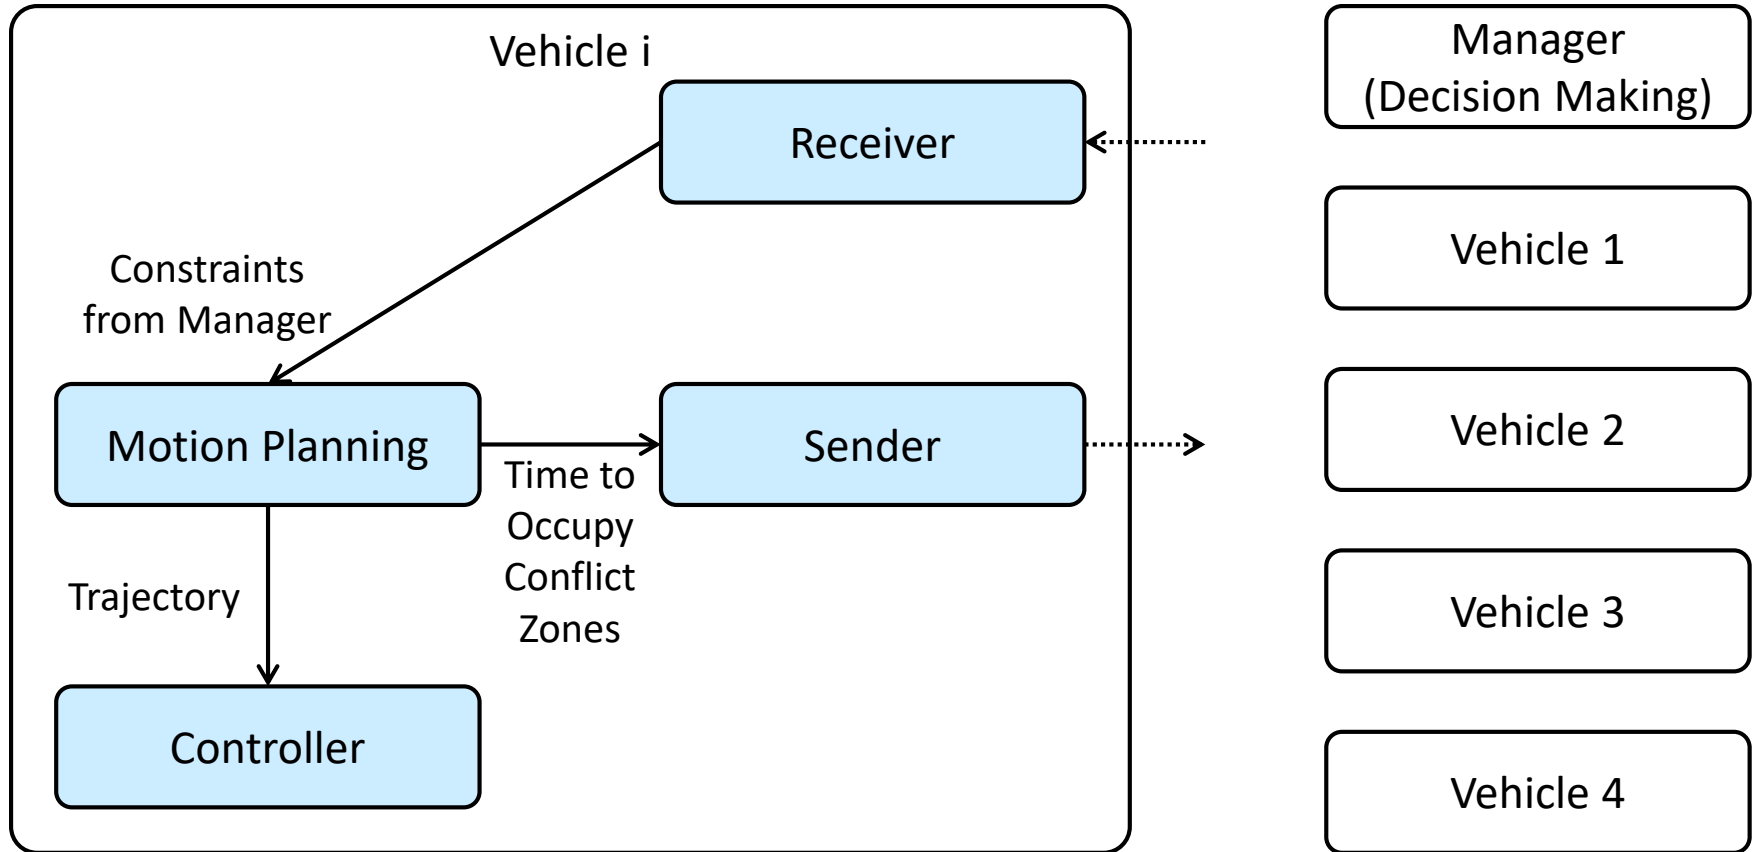 Vehicle i
Receiver
Constraints
from Manager
Motion Planning
Sender
Time to
Occupy
Conflict
Zones
Trajectory
Controller
Manager
(Decision Making)
Vehicle 1
Vehicle 2
Vehicle 3
Vehicle 4